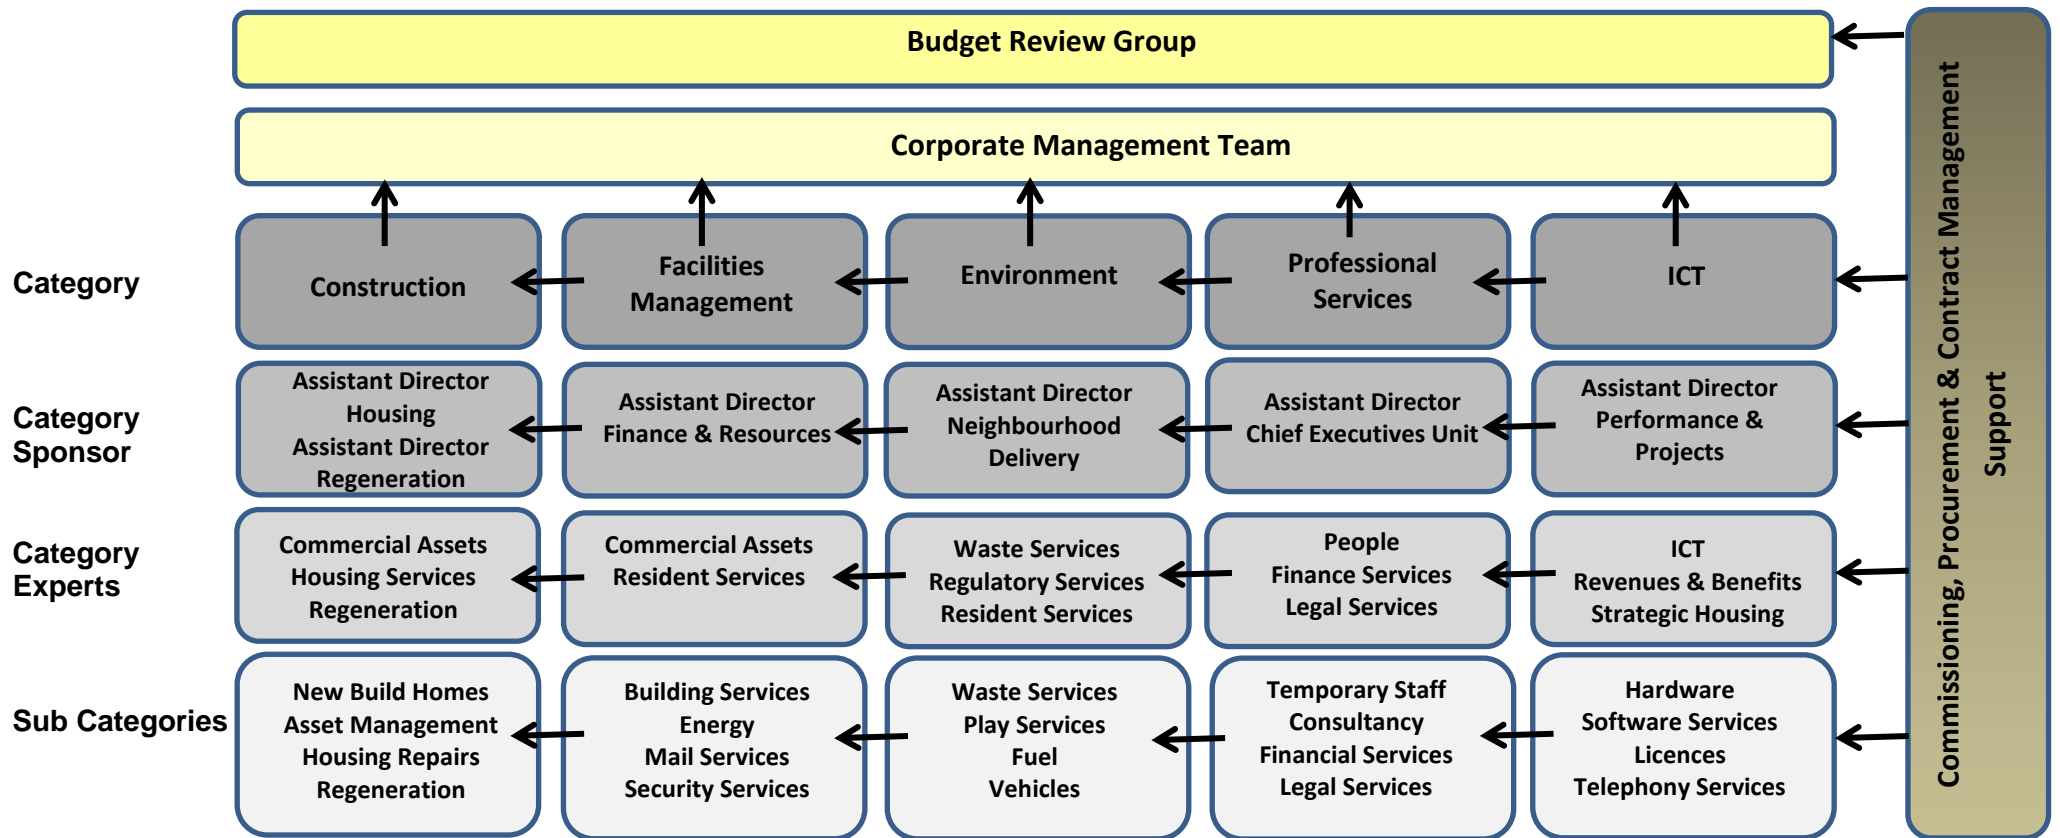 Budget Review Group
Corporate Management Team
Category
Construction
Facilities
Management
Environment
Professional
Services
ICT
Category
Sponsor
Assistant Director
Housing
Assistant Director
Regeneration
Assistant Director
Finance & Resources
Assistant Director
Neighbourhood
Delivery
Assistant Director
Chief Executives Unit
Assistant Director
Performance &
Projects
Category
Experts
Commercial Assets
Housing Services
Regeneration
Commercial Assets
Resident Services
Waste Services
Regulatory Services
Resident Services
People
Finance Services
Legal Services
ICT
Revenues & Benefits
Strategic Housing
Sub Categories
New Build Homes
Asset Management
Housing Repairs
Regeneration
Building Services
Energy
Mail Services
Security Services
Waste Services
Play Services
Fuel
Vehicles
Temporary Staff
Consultancy
Financial Services
Legal Services
Hardware
Software Services
Licences
Telephony Services
Commissioning, Procurement & Contract Management
Support